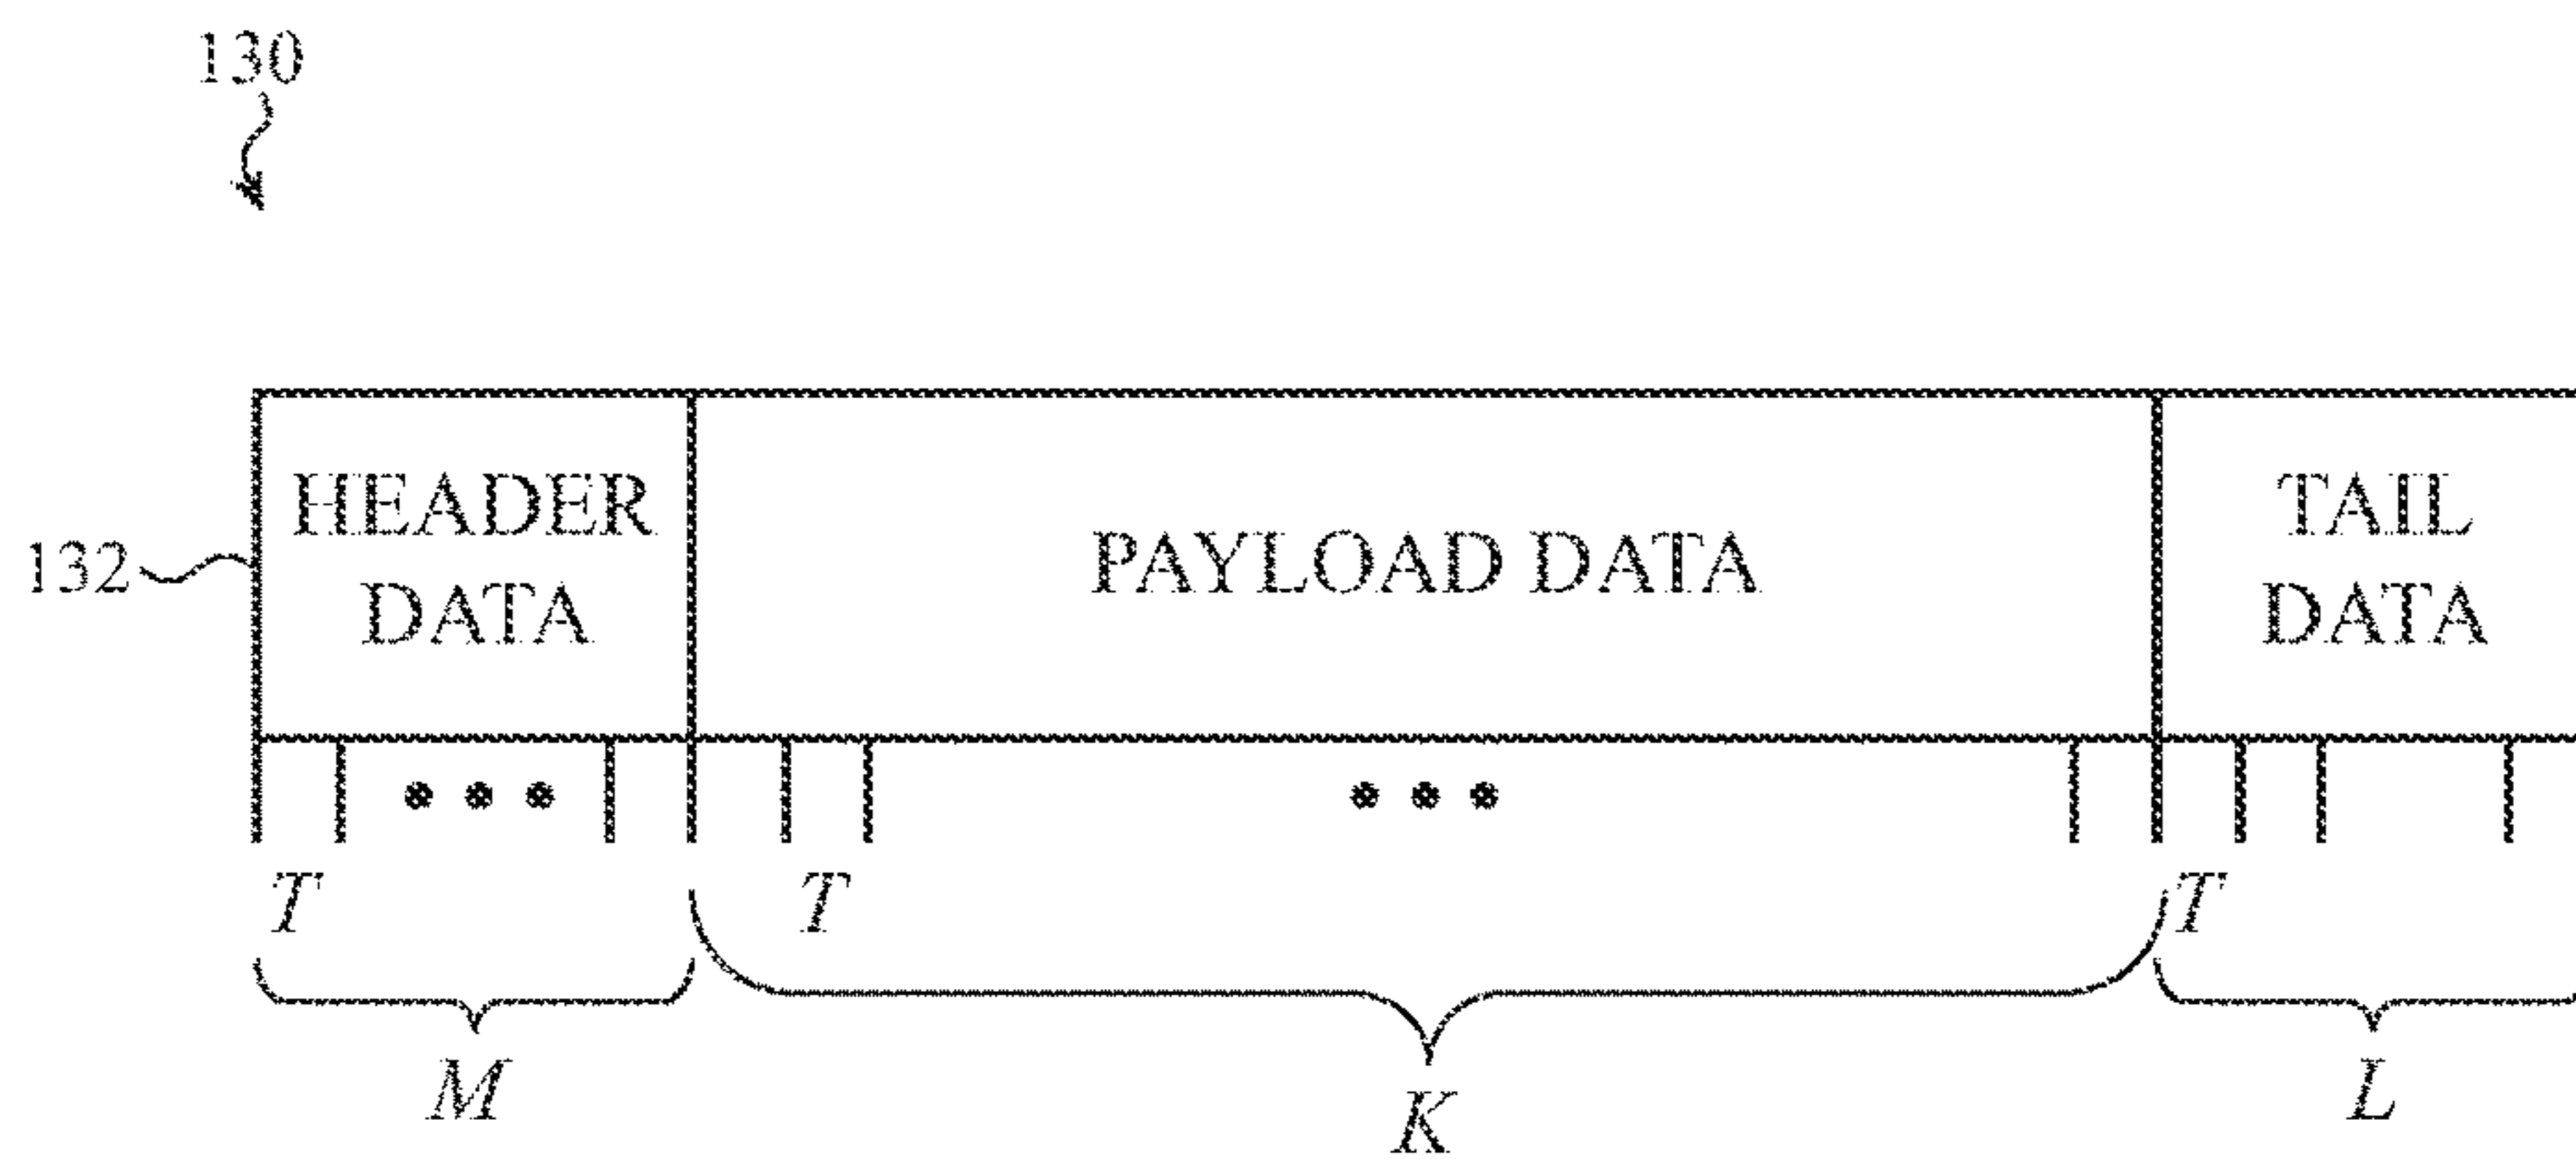 130
132
HEADER
DATA
PAYLOAD DATA
TAIL
DATA
T
T
T
M
K
L